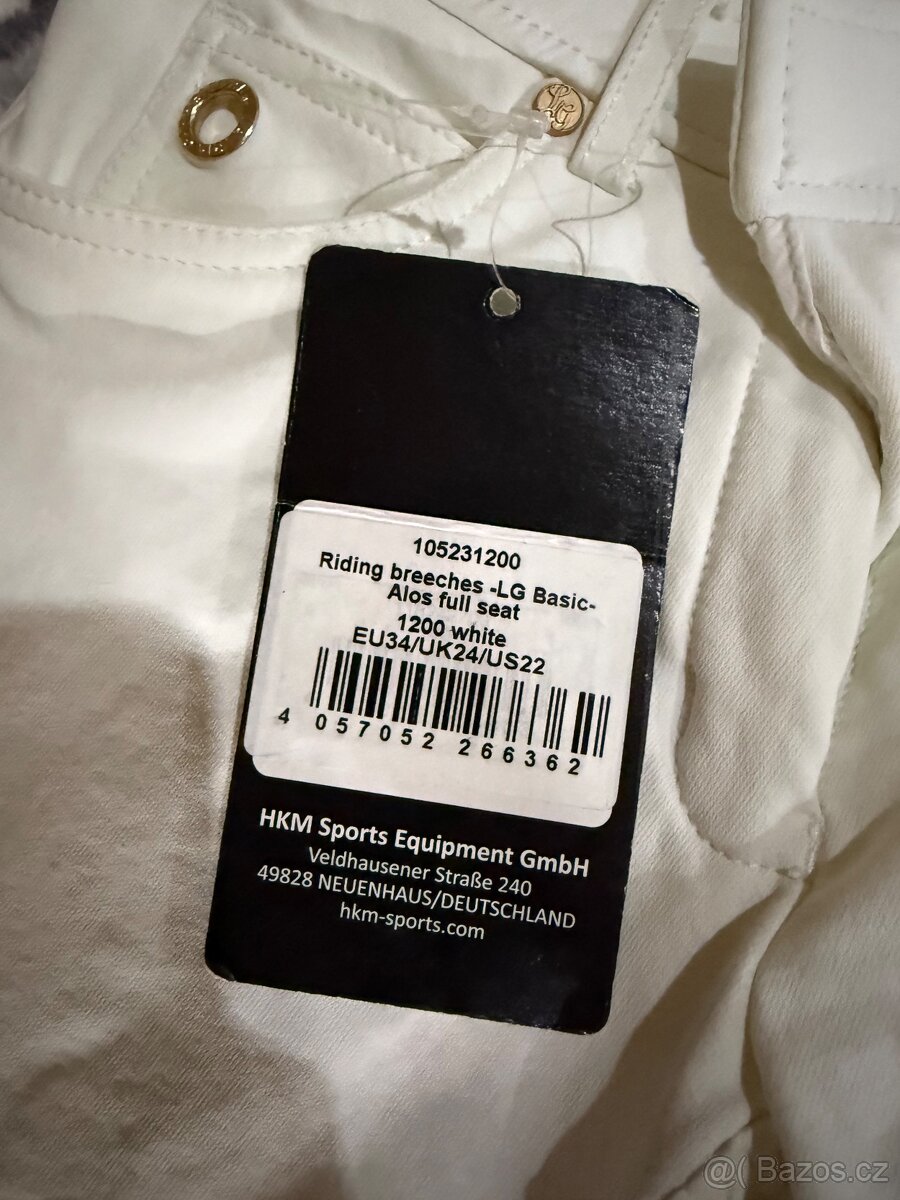 LG
105231200
Riding breeches -LG Basic-
Alos full seat
1200 white
EU34/UK24/US22
4 057052 266362
HKM Sports Equipment GmbH
Veldhausener Straße 240
49828 NEUENHAUS/DEUTSCHLAND
hkm-sports.com
@( Bazos.cz